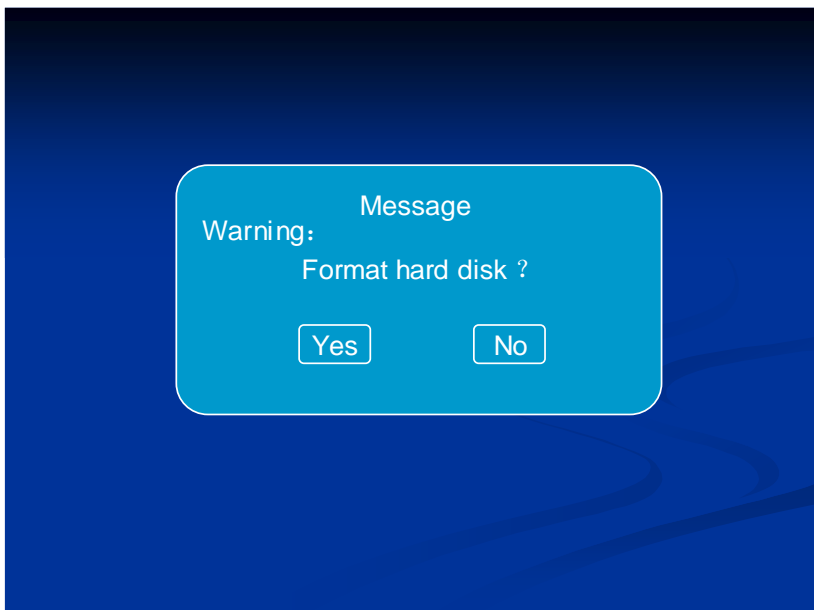 Message
Warning：
Format hard disk ？
Yes
No